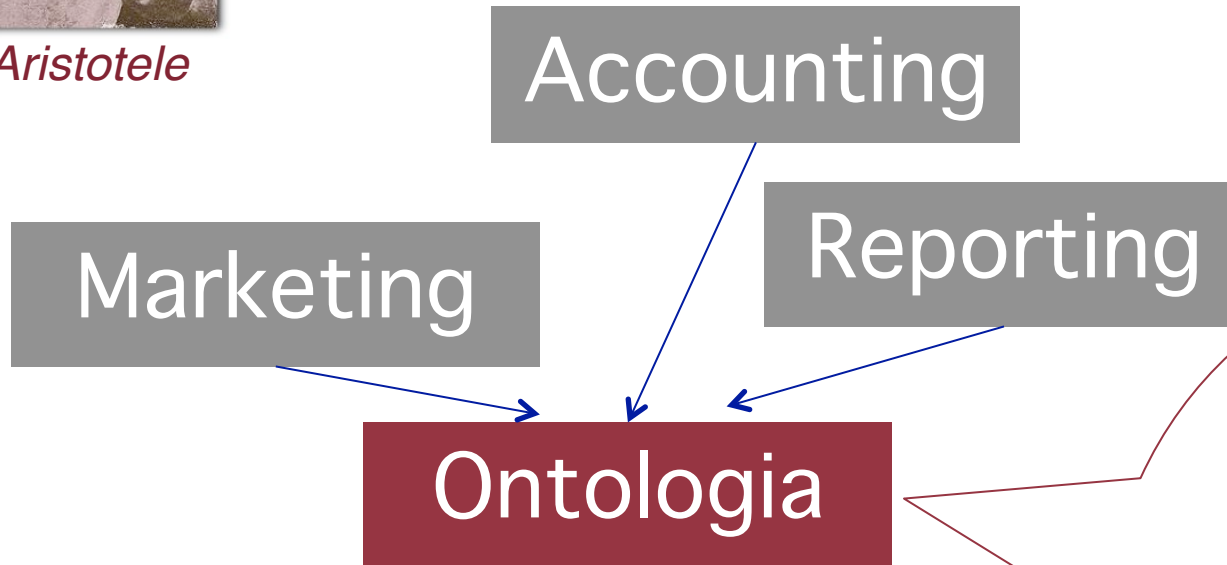 Aristotele
Accounting
Reporting
Marketing
Ontologia